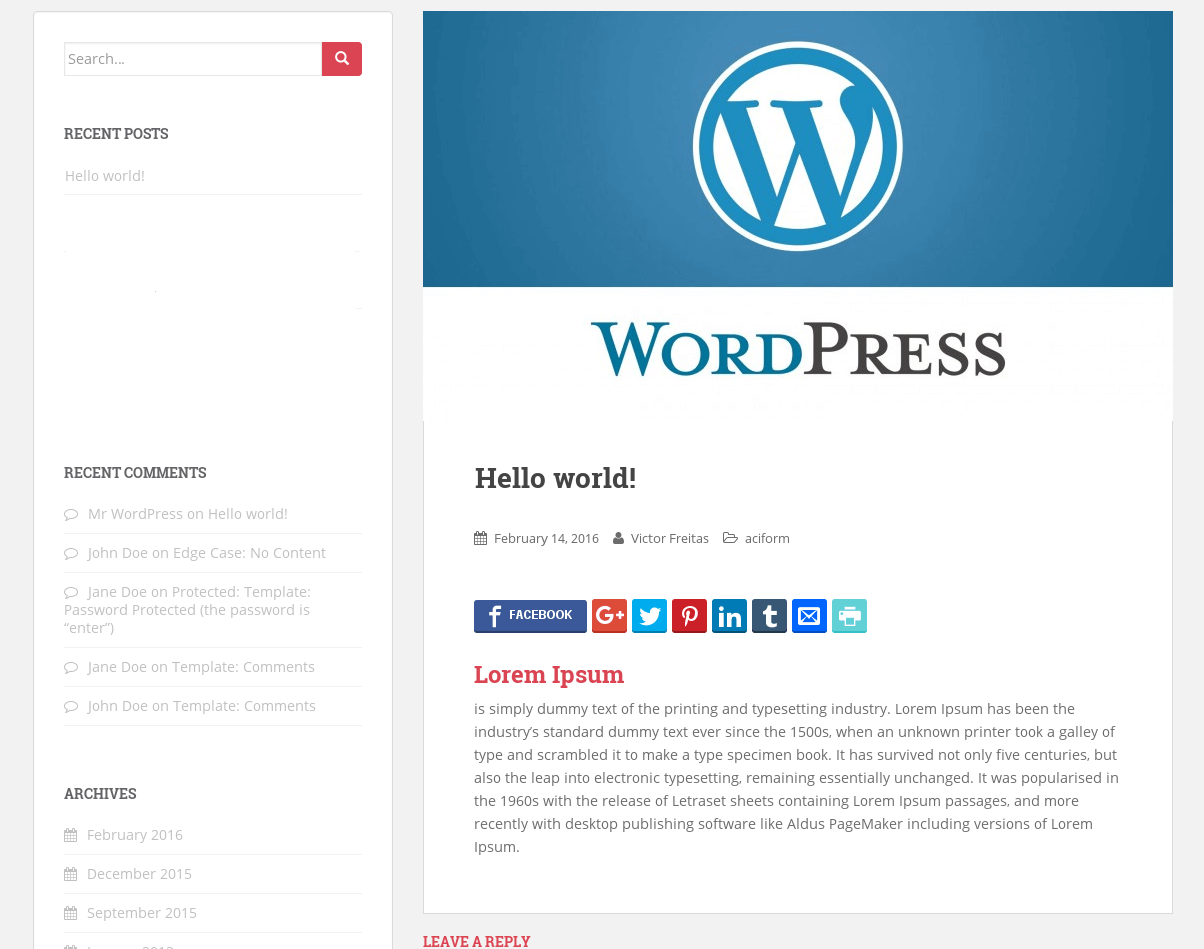 Search...
RECENT POSTS
Hello world!
RECENT COMMENTS
Mr WordPress on Hello world!
John Doe on Edge Case: No Content
Jane Doe on Protected: Template:
Password Protected (the password is
“enter”)
Jane Doe on Template: Comments
John Doe on Template: Comments
ARCHIVES
February 2016
December 2015
September 2015
W
WORDPRESS
Hello world!
February 14, 2016 Victor Freitas aciform
f FACEBOOK G+ in t
Lorem Ipsum
is simply dummy text of the printing and typesetting industry. Lorem Ipsum has been the
industry’s standard dummy text ever since the 1500s, when an unknown printer took a galley of
type and scrambled it to make a type specimen book. It has survived not only five centuries, but
also the leap into electronic typesetting, remaining essentially unchanged. It was popularised in
the 1960s with the release of Letraset sheets containing Lorem Ipsum passages, and more
recently with desktop publishing software like Aldus PageMaker including versions of Lorem
Ipsum.
LEAVE A REPLY